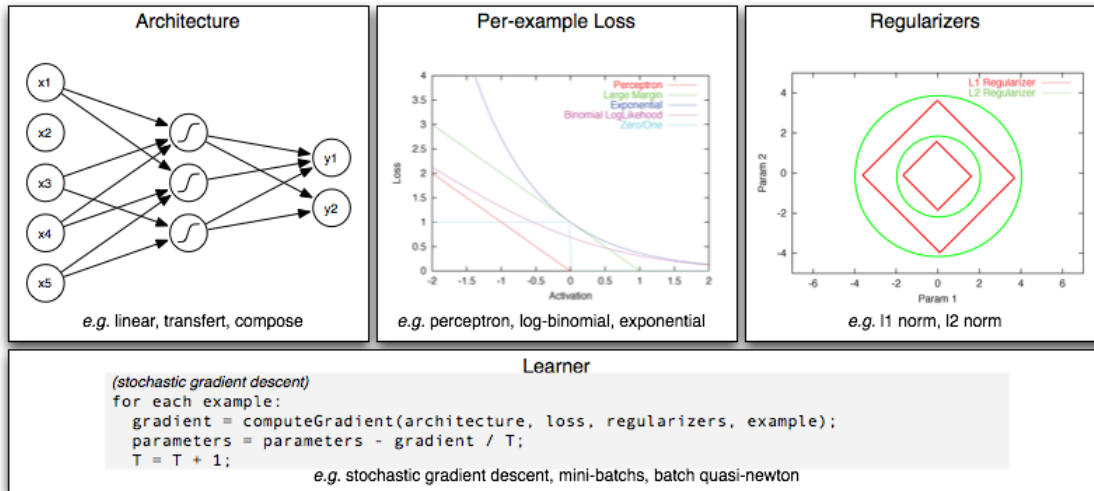 Architecture
x1
x2
x3
x4
x5
y1
y2
e.g. linear, transfert, compose
Per-example Loss
4
3.5
3
2.5
2
1.5
1
0.5
0
Loss
Perceptron
Large Margin
Exponential
Binomial LogLikehood
Zero/One
-2 -1.5 -1 -0.5 0 0.5 1 1.5 2
Activation
e.g. perceptron, log-binomial, exponential
Regularizers
L1 Regularizer
L2 Regularizer
4
2
0
-2
-4
Param 2
-6 -4 -2 0 2 4 6
Param 1
e.g. l1 norm, l2 norm
Learner
(stochastic gradient descent)
for each example:
gradient = computeGradient(architecture, loss, regularizers, example);
parameters = parameters - gradient / T;
T = T + 1;
e.g. stochastic gradient descent, mini-batchs, batch quasi-newton